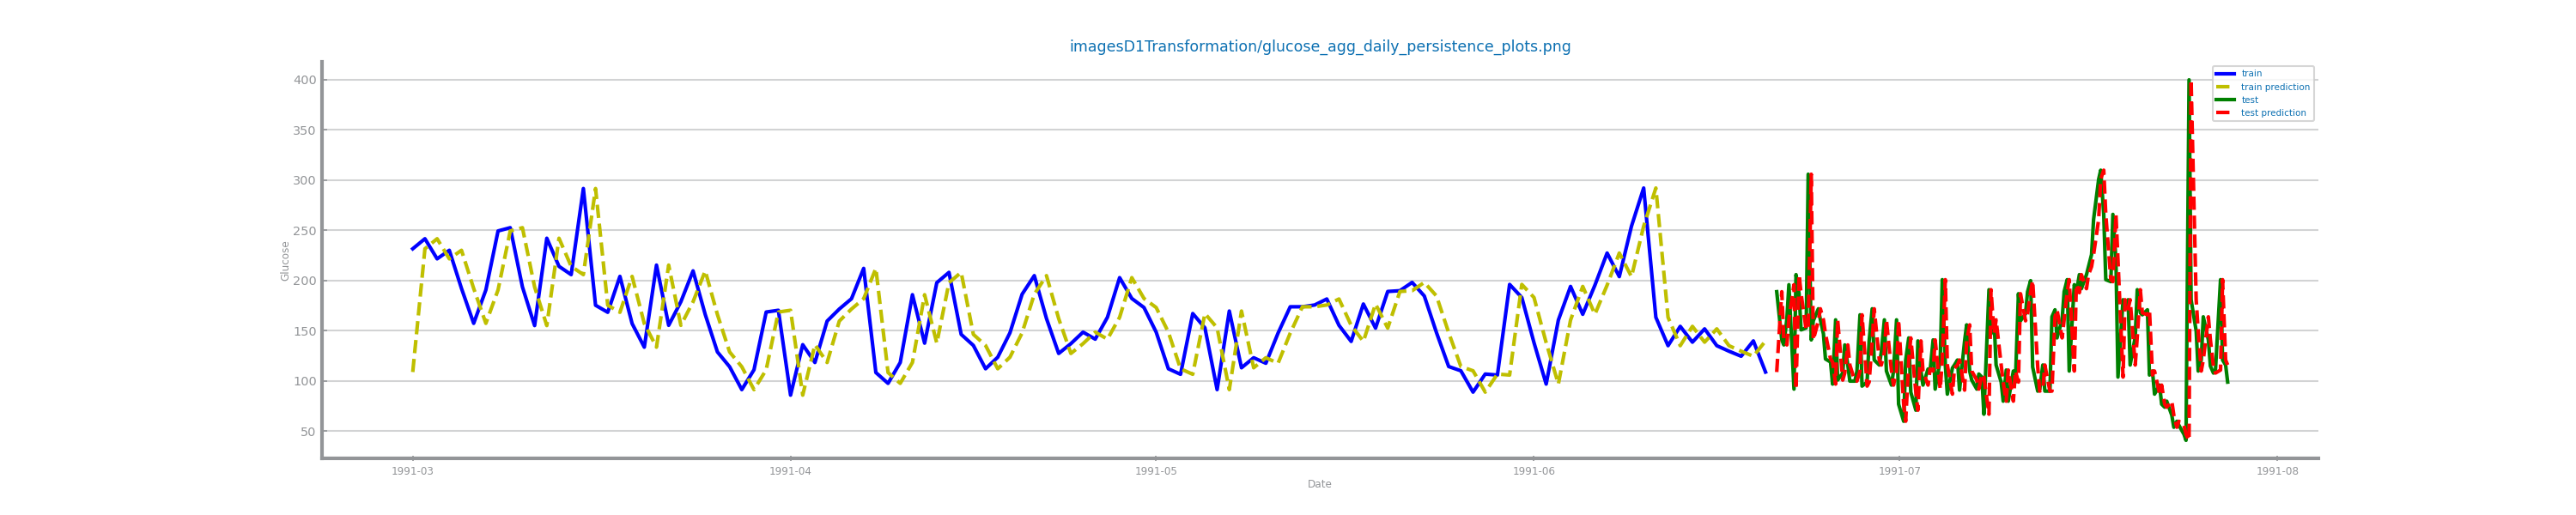 imagesD1Transformation/glucose_agg_daily_persistence_plots.png
400
350
300
250
200
150
100
50
Glucose
train
train prediction
test
test prediction
1991-03
1991-04
1991-05
1991-06
1991-07
1991-08
Date